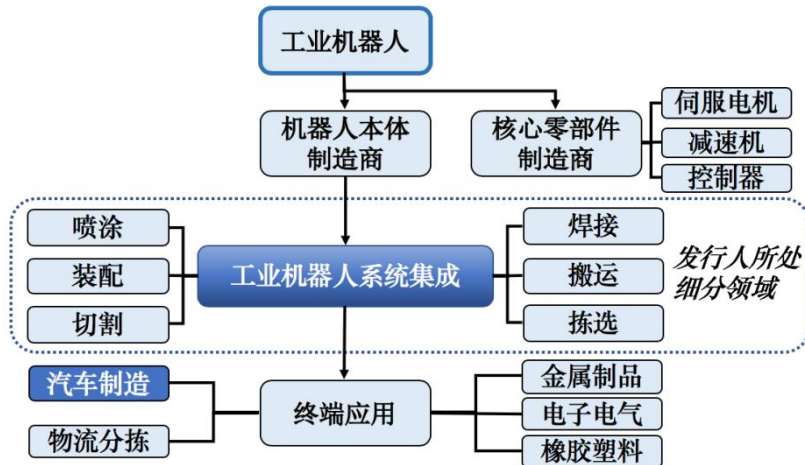 工业机器人
机器人本体
制造商
核心零部件
制造商
伺服电机
减速机
控制器
喷涂
装配
切割
工业机器人系统集成
焊接
搬运
拣选
发行人所处
细分领域
汽车制造
物流分拣
终端应用
金属制品
电子电气
橡胶塑料